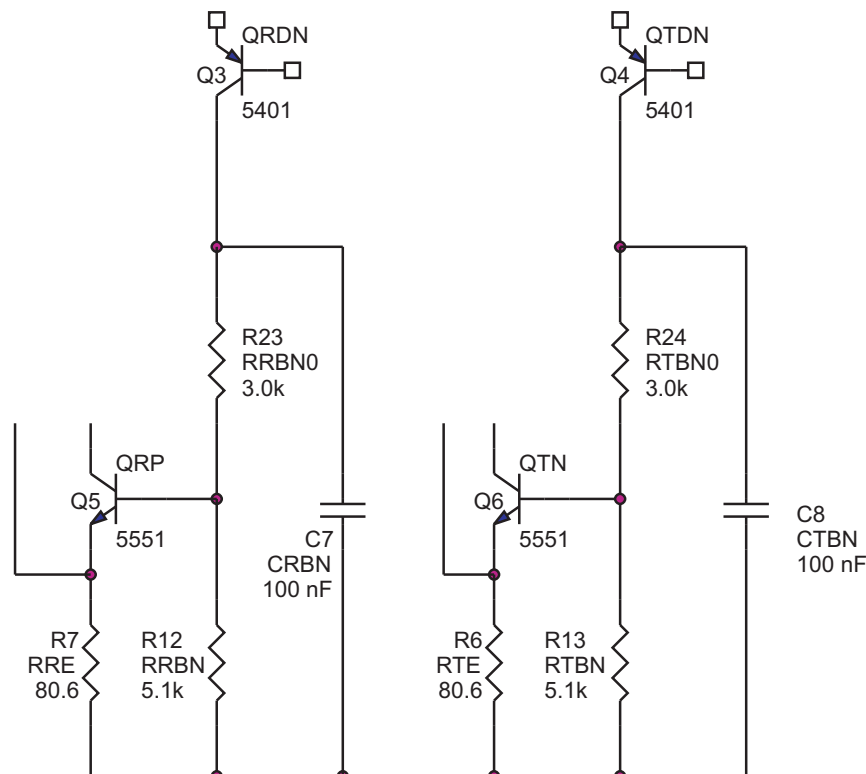 QRDN
Q3
5401
QTDN
Q4
5401
R23
RRBN0
3.0k
R24
RTBN0
3.0k
QRP
Q5
5551
QTN
Q6
5551
C7
CRBN
100 nF
C8
CTBN
100 nF
R7
RRE
80.6
R12
RRBN
5.1k
R6
RTE
80.6
R13
RTBN
5.1k